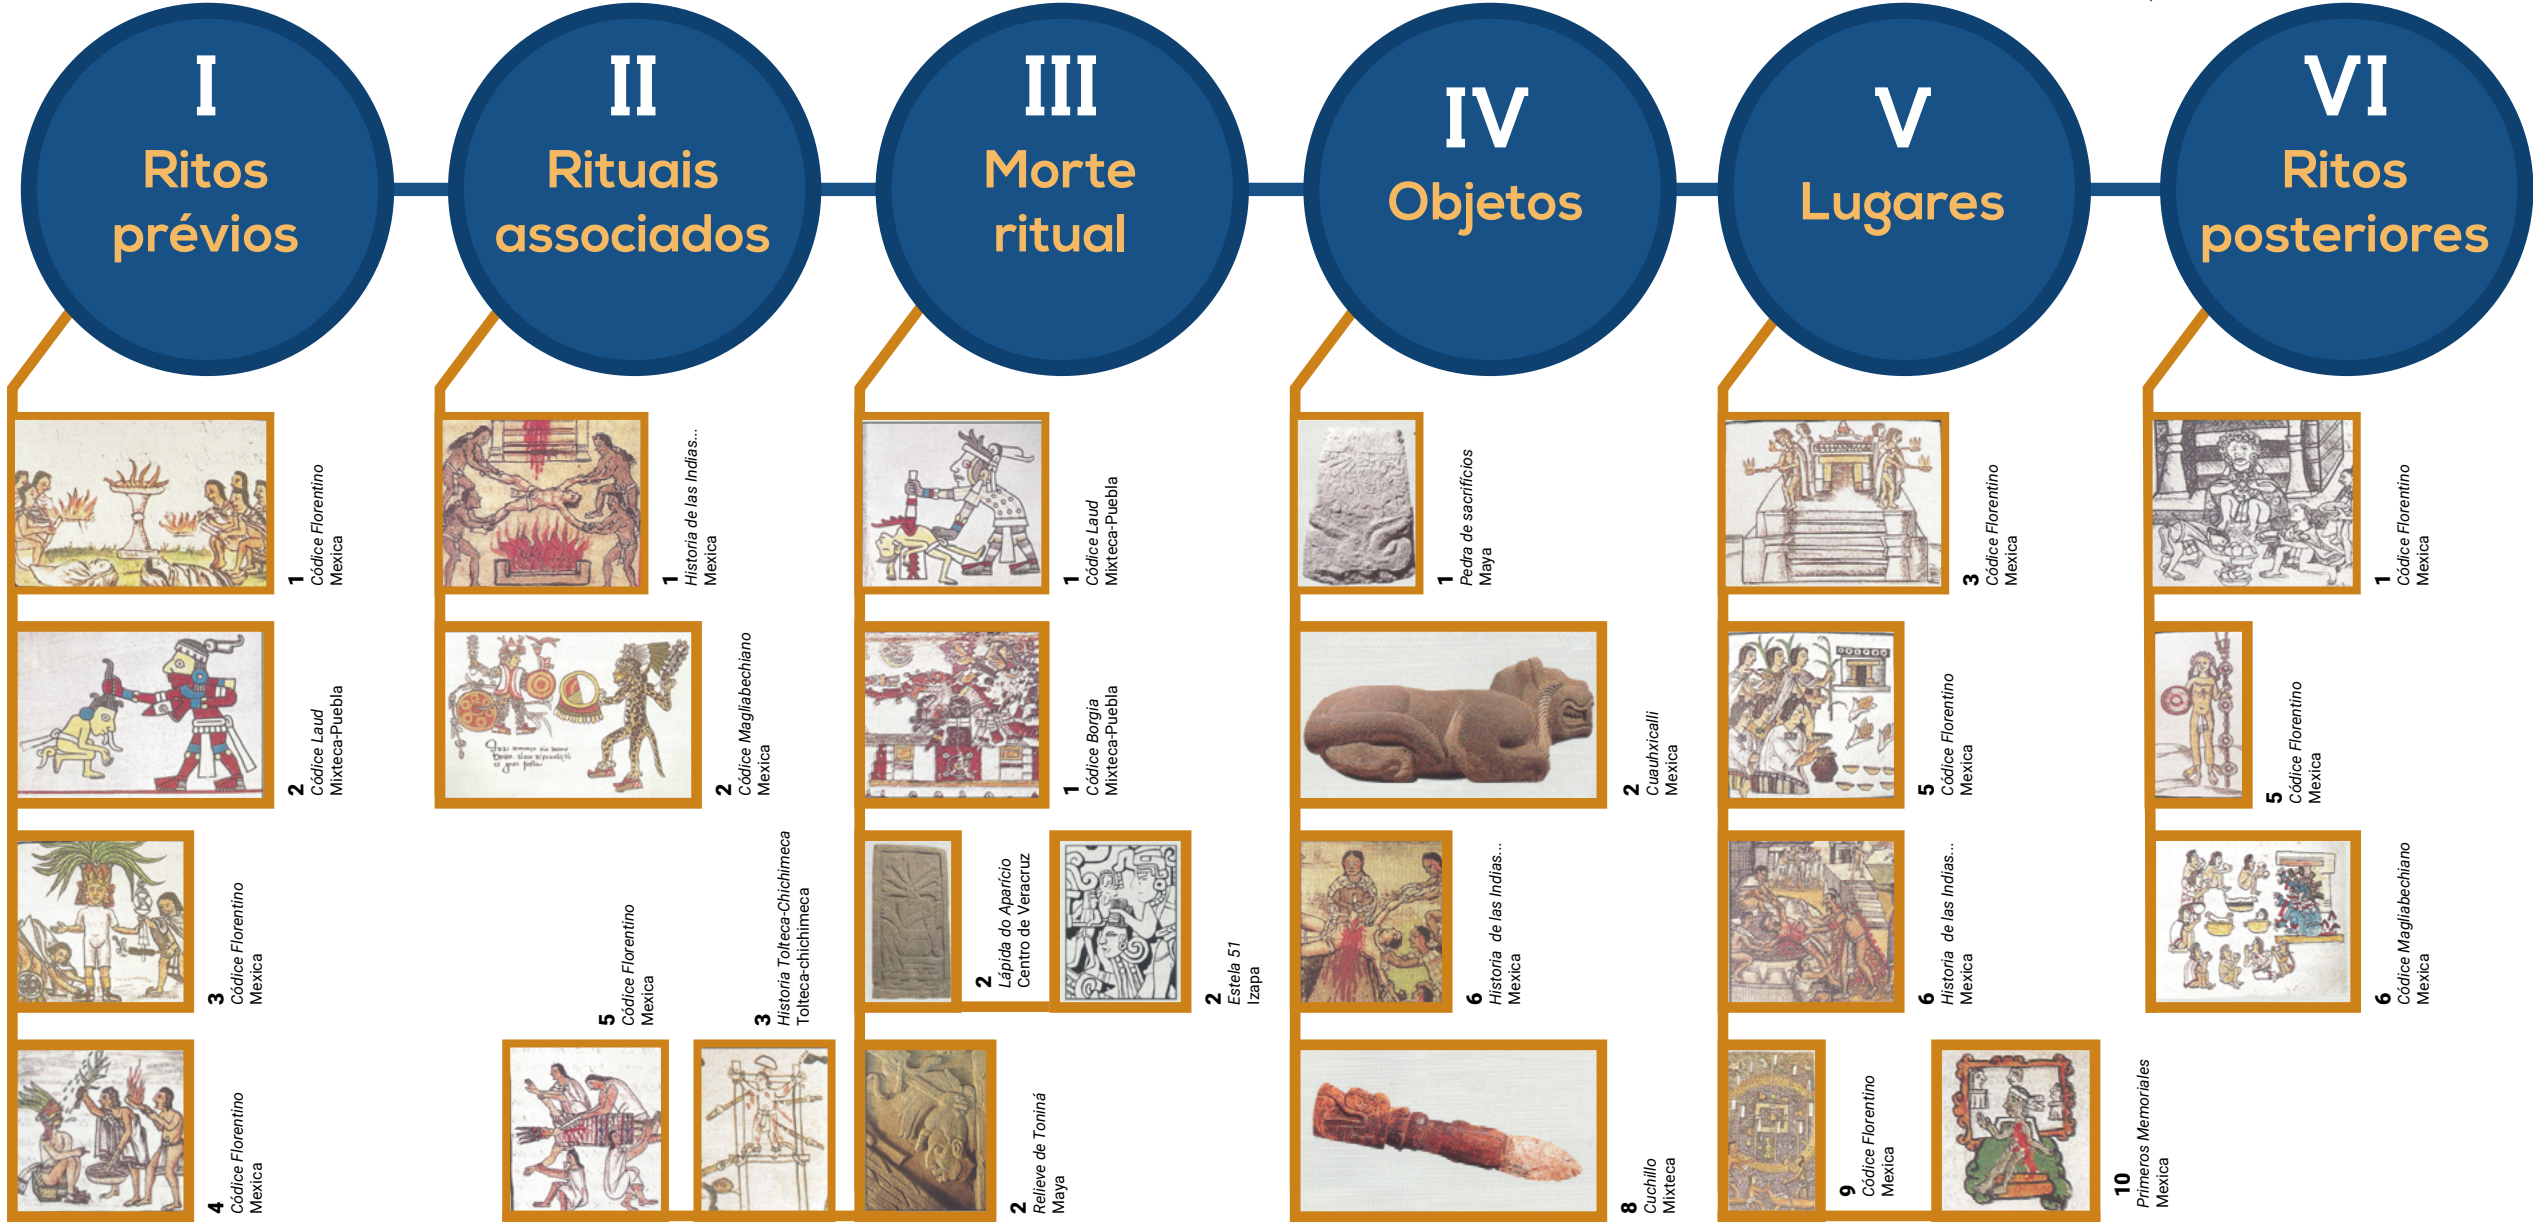 I
Ritos
prévios
II
Rituais
associados
III
Morte
ritual
IV
Objetos
V
Lugares
VI
Ritos
posteriores
1
Códice Florentino
Mexica
2
Códice Laud
Mixteca-Puebla
3
Códice Florentino
Mexica
4
Códice Florentino
Mexica
1
Historia de las Indias...
Mexica
2
Códice Magliabechiano
Mexica
5
Códice Florentino
Mexica
3
Historia Tolteca-Chichimeca
Tolteca-chichimeca
1
Códice Laud
Mixteca-Puebla
1
Códice Borgia
Mixteca-Puebla
2
Lápida do Aparício
Centro de Veracruz
2
Estela 51
Izapa
2
Relieve de Toniná
Maya
1
Pedra de sacrifícios
Maya
2
Cuauhxicalli
Mexica
6
Historia de las Indias...
Mexica
8
Cuchillo
Mixteca
3
Códice Florentino
Mexica
5
Códice Florentino
Mexica
6
Historia de las Indias...
Mexica
9
Códice Florentino
Mexica
10
Primeros Memoriales
Mexica
1
Códice Florentino
Mexica
5
Códice Florentino
Mexica
6
Códice Magliabechiano
Mexica